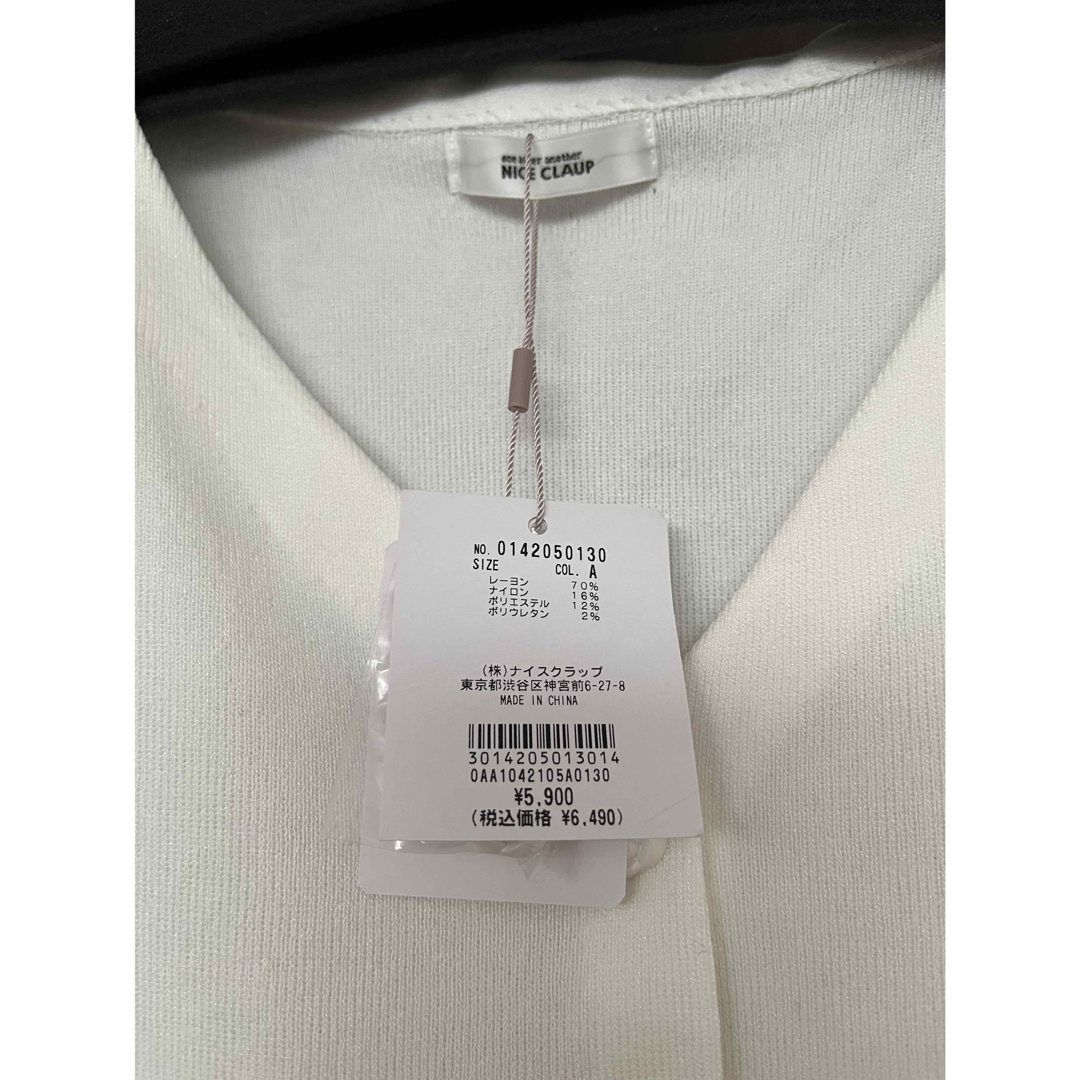 one after another
NICE CLAUP
NO. 0142050130
SIZE COL. A
レーヨン 70%
ナイロン 16%
ポリエステル 12%
ポリウレタン 2%
(株)ナイスクラップ
東京都渋谷区神宮前6-27-8
MADE IN CHINA
3014205013014
0AA1042105A0130
¥5,900
(税込価格 ¥6,490)